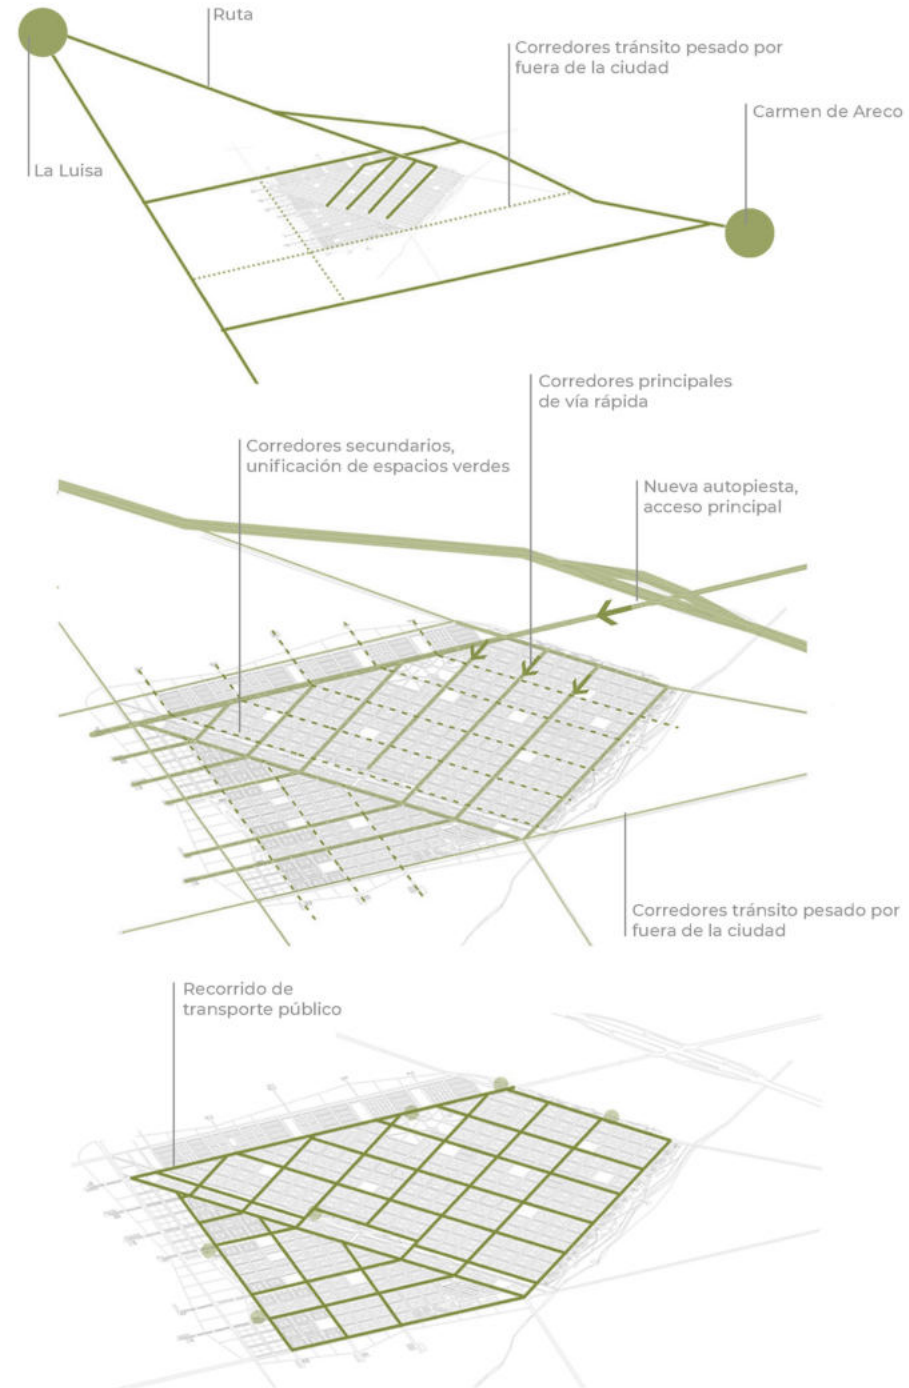 Ruta
Corredores tránsito pesado por
fuera de la ciudad
Carmen de Areco
La Luisa
Corredores principales
de vía rápida
Corredores secundarios,
unificación de espacios verdes
Nueva autopiesta,
acceso principal
Corredores tránsito pesado por
fuera de la ciudad
Recorrido de
transporte público